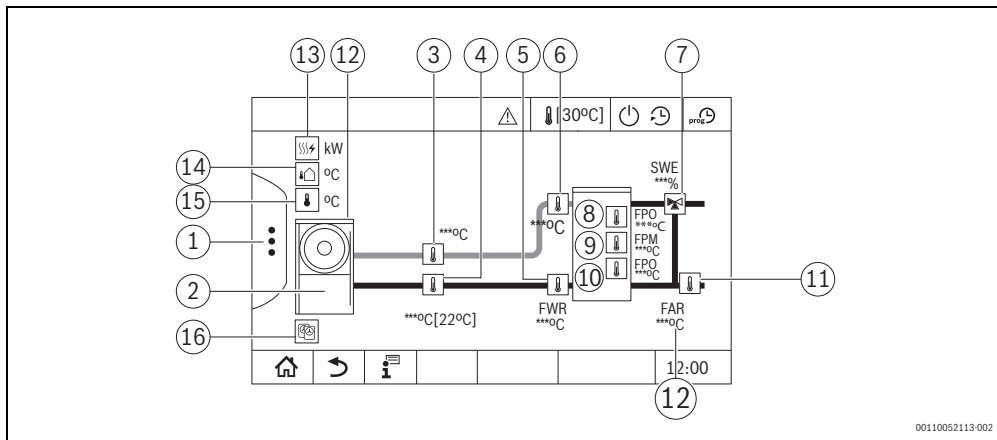 13 12 3 4 5 6 7
[30ºC] prog
kW
14 ºC
15 ºC
1
2
16
***ºC
***ºC[22ºC]
***ºC
SWE
***%
8 FPO
***ºC
9 FPM
***ºC
10 FPO
***ºC
11
FWR
***ºC
FAR
***ºC
12
i 12:00
00110052113-002